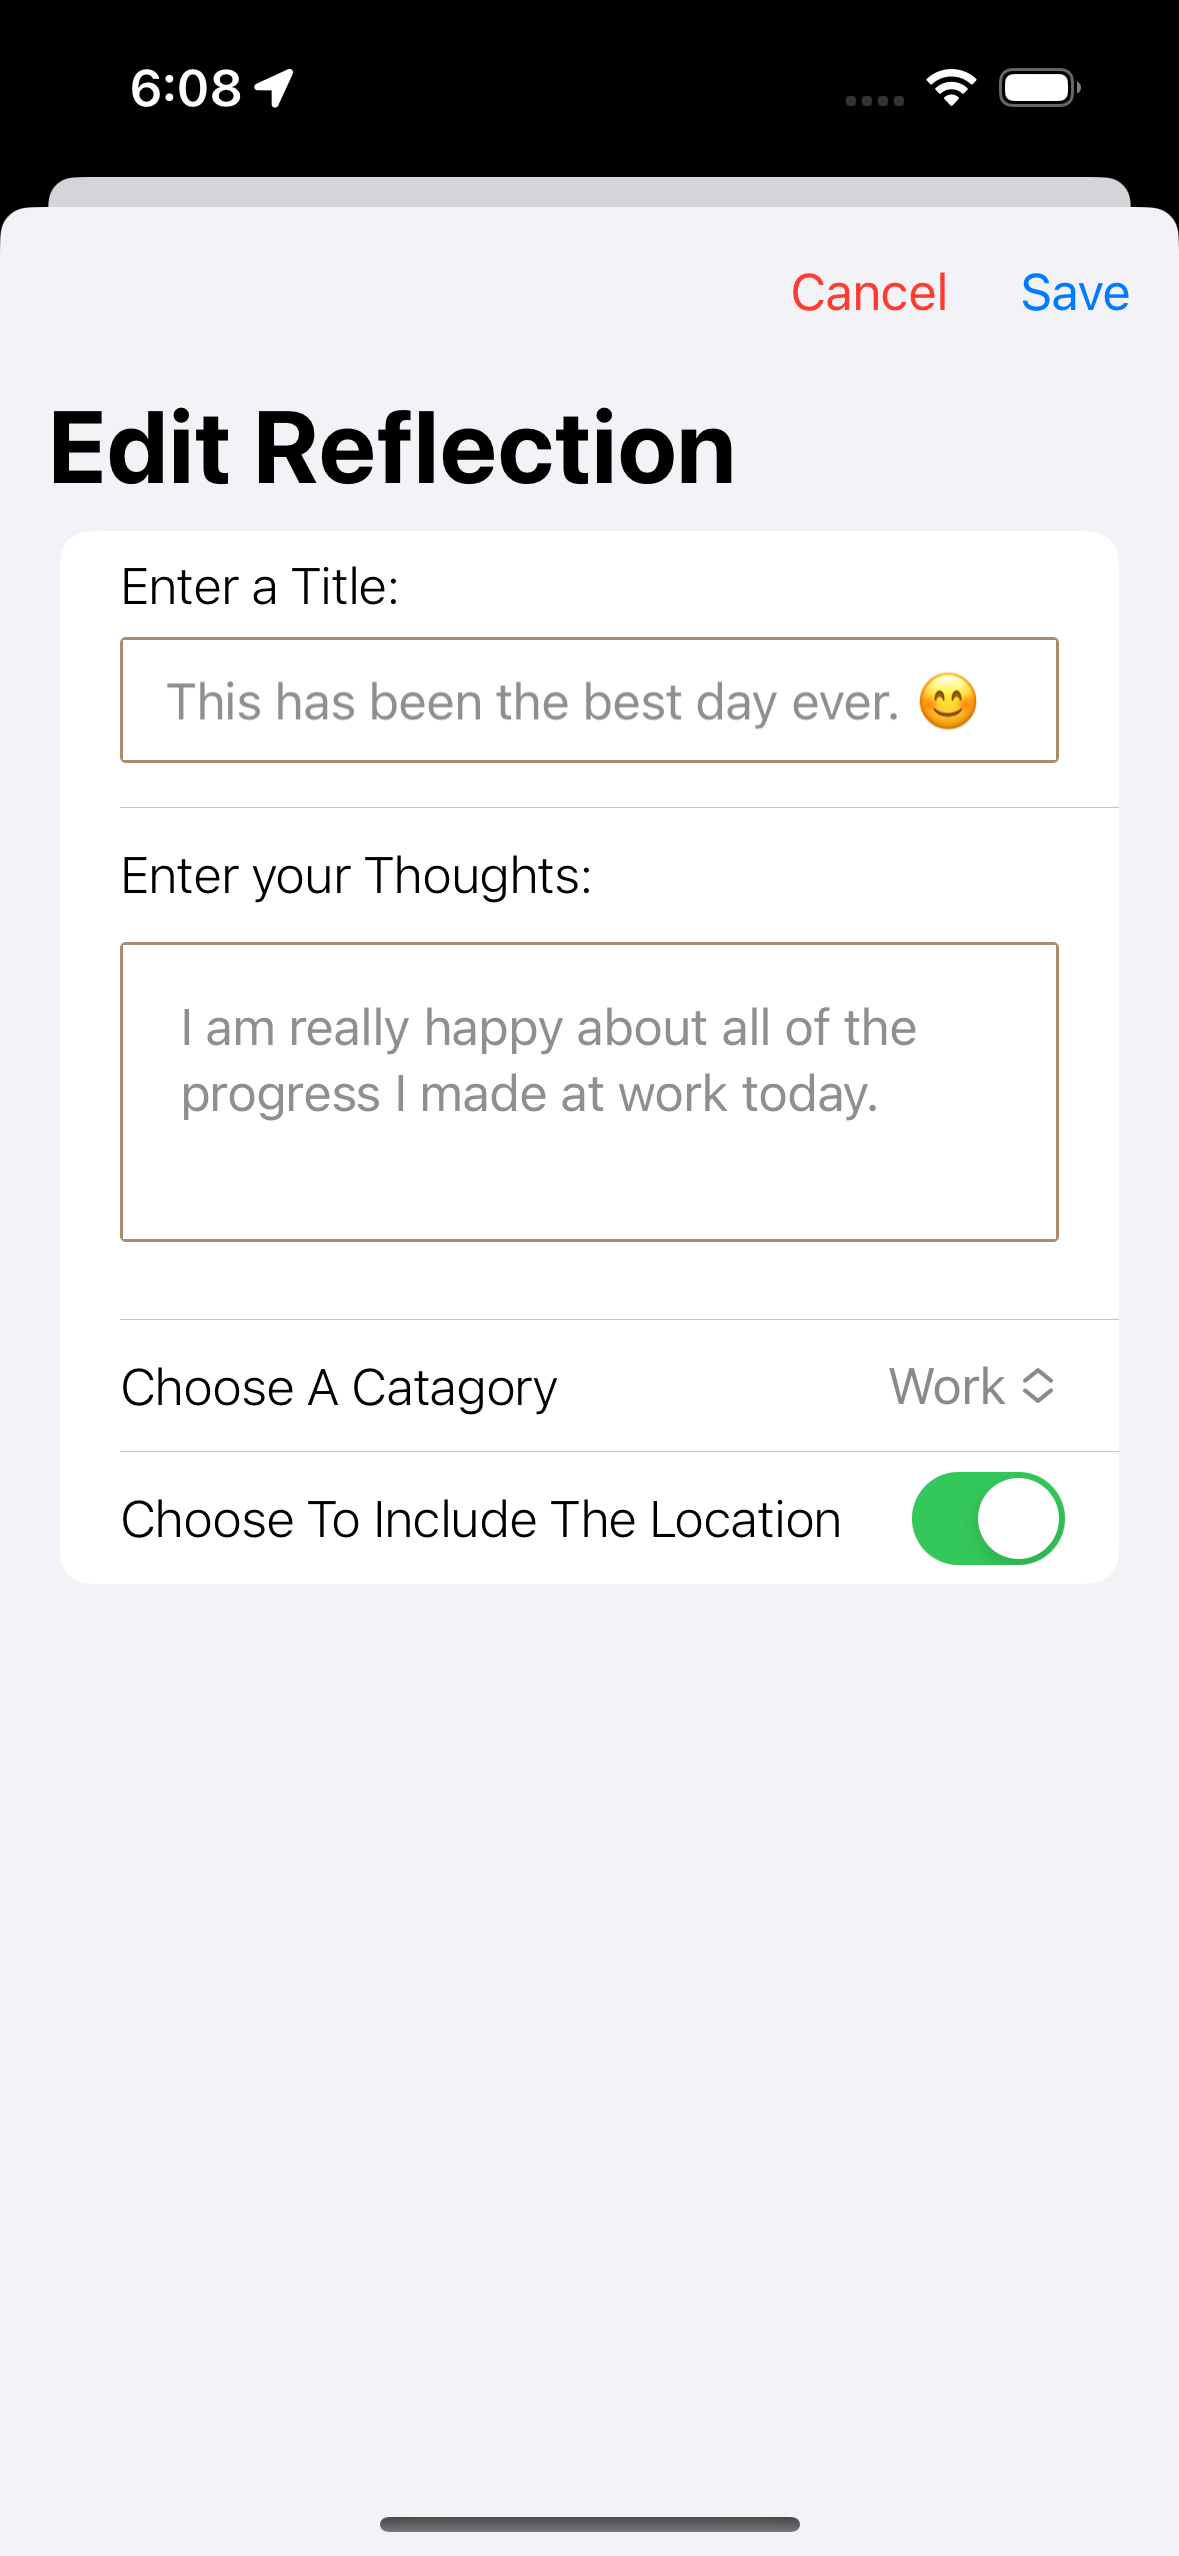 6:08
Cancel Save
Edit Reflection
Enter a Title:
This has been the best day ever. 😊
Enter your Thoughts:
I am really happy about all of the
progress I made at work today.
Choose A Catagory Work
Choose To Include The Location